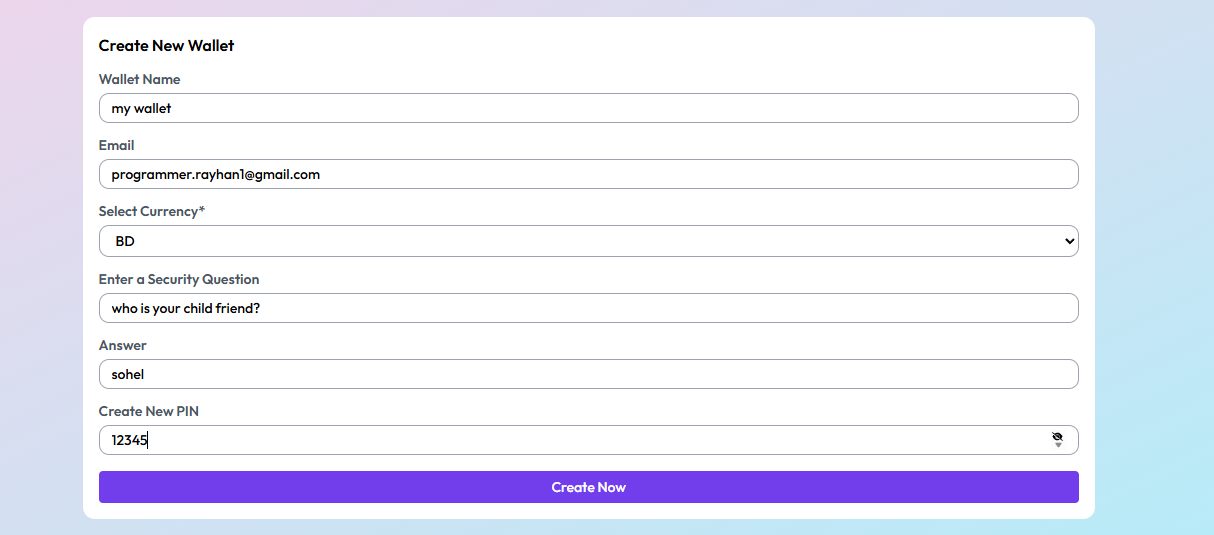 Create New Wallet
Wallet Name
my wallet
Email
programmer.rayhan1@gmail.com
Select Currency*
BD
Enter a Security Question
who is your child friend?
Answer
sohel
Create New PIN
12345
Create Now